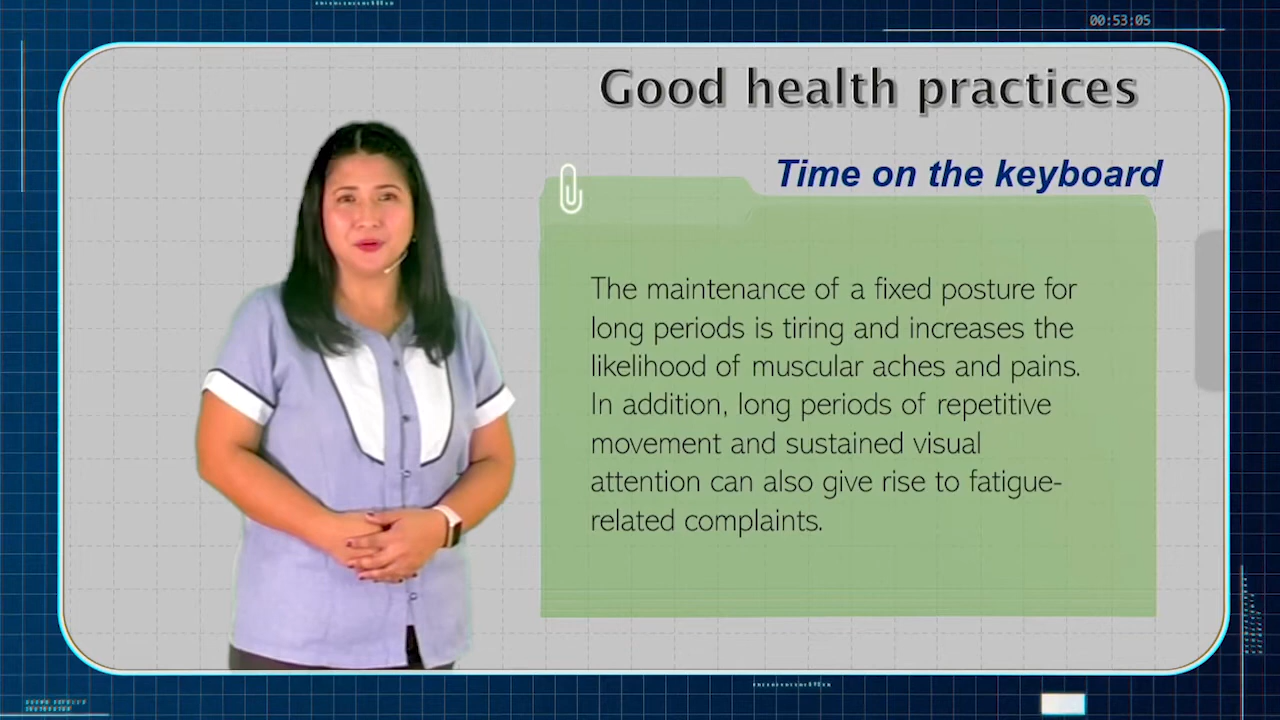 00:53:05
Good health practices
Time on the keyboard
The maintenance of a fixed posture for
long periods is tiring and increases the
likelihood of muscular aches and pains.
In addition, long periods of repetitive
movement and sustained visual
attention can also give rise to fatigue-
related complaints.